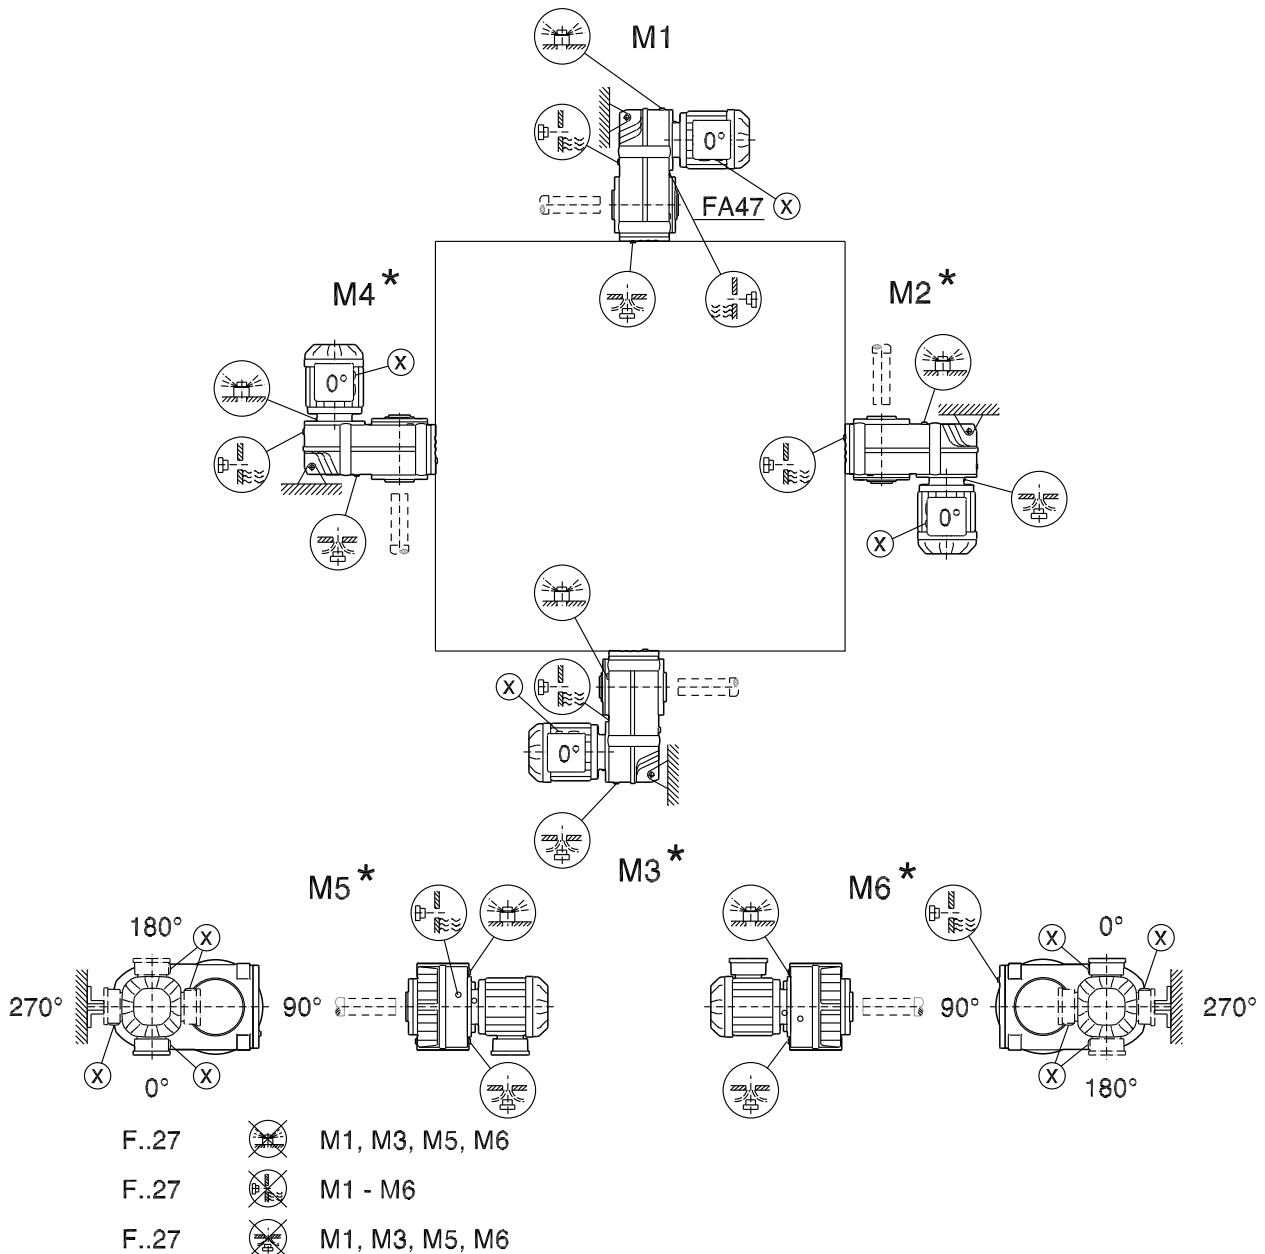 M1
0°
FA47 X
M4*
M2*
X
0°
0°
X
X
0°
M3*
M5*
M6*
180°
X
0°
X
X
270°
90°
90°
270°
X
0°
X
X
180°
F..27 M1, M3, M5, M6
F..27 M1 - M6
F..27 M1, M3, M5, M6